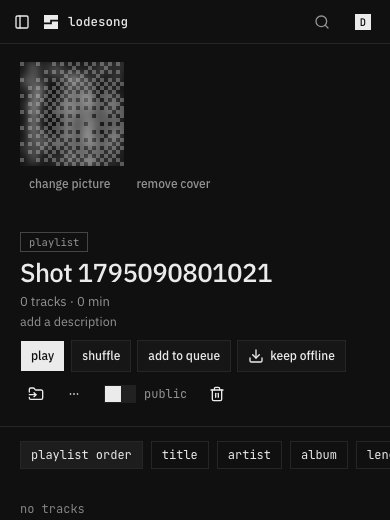 lodesong
D
change picture remove cover
playlist
Shot 1795090801021
0 tracks · 0 min
add a description
play shuffle add to queue keep offline
... public
playlist order title artist album len
no tracks